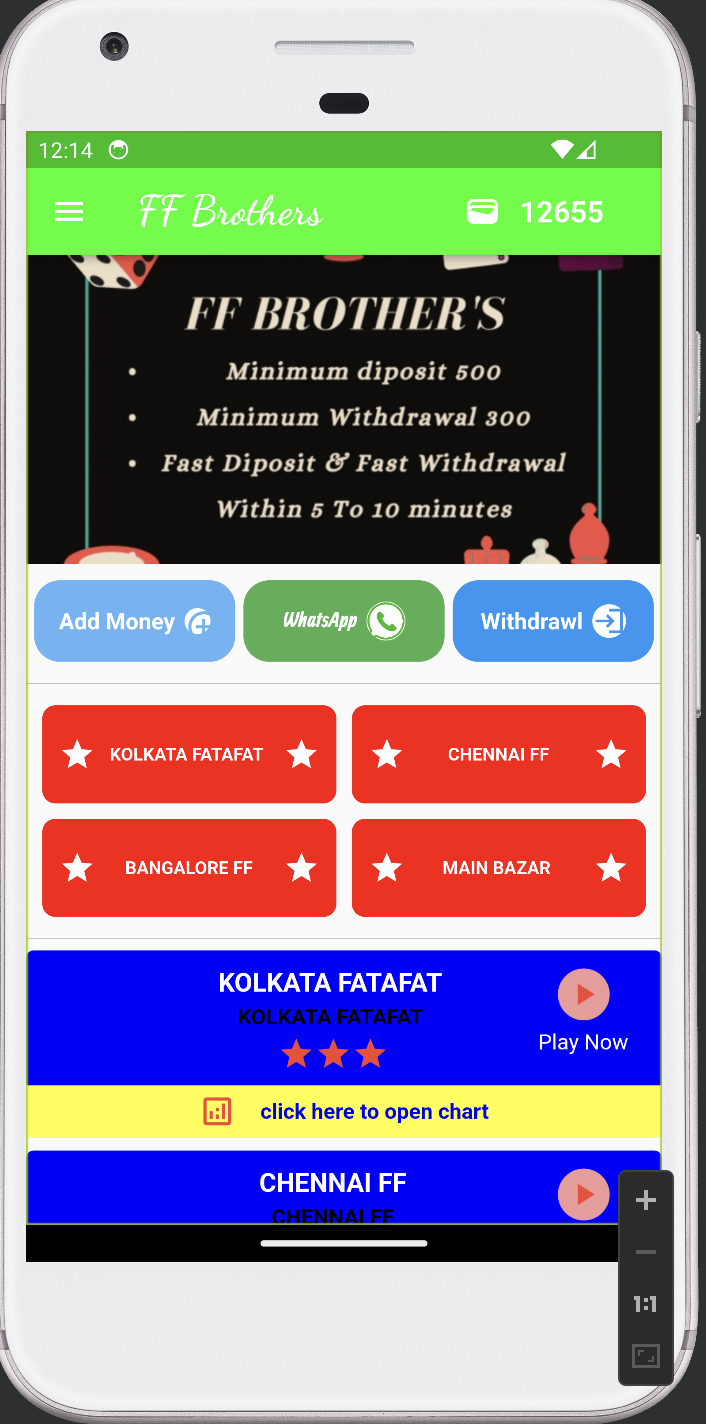 12:14
FF Brothers 12655
FF BROTHER'S
• Minimum diposit 500
• Minimum Withdrawal 300
• Fast Diposit & Fast Withdrawal
Within 5 To 10 minutes
Add Money WhatsApp Withdrawl
KOLKATA FATAFAT CHENNAI FF
BANGALORE FF MAIN BAZAR
KOLKATA FATAFAT
KOLKATA FATAFAT
Play Now
click here to open chart
CHENNAI FF
CHENNAI FF
1:1